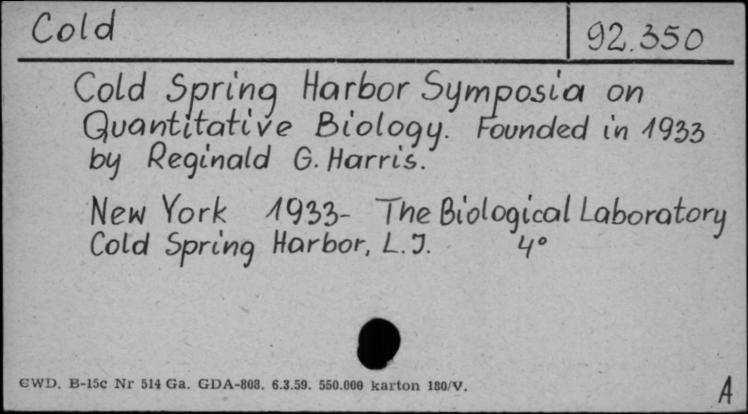 Cold 92.350
Cold Spring Harbor Symposia on
Quantitative Biology. Founded in 1933
by Reginald G. Harris.
New York 1933- The Biological Laboratory
Cold Spring Harbor, L.I. 4°
CWD. B-15c Nr 514 Ga. GDA-808. 6.3.59. 550.000 karton 180/V.
A